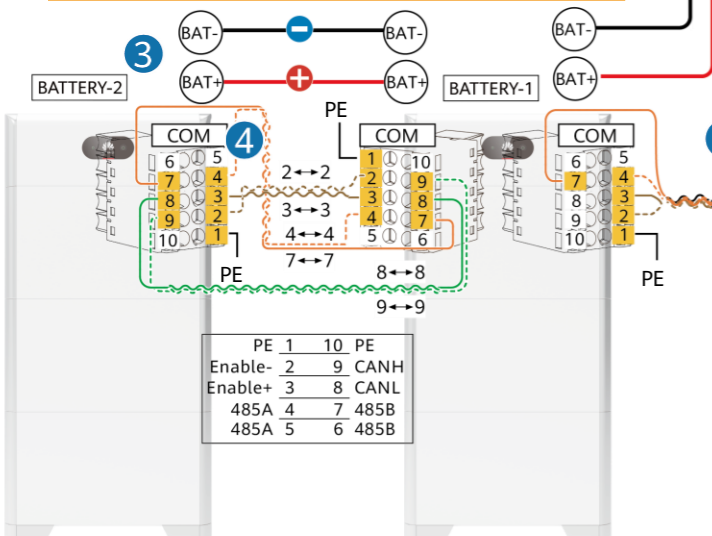 BAT-
BAT-
BAT-
3
BAT+
+
BAT+
BAT+
BATTERY-2
BATTERY-1
PE
COM
4
COM
COM
6 5
7 4
8 3
9 2
10 1
PE
1 10
2 9
3 8
4 7
5 6
6 5
7 4
8 3
9 2
10 1
PE
2↔2
3↔3
4↔4
7↔7
8↔8
9↔9
PE 1 10 PE
Enable- 2 9 CANH
Enable+ 3 8 CANL
485A 4 7 485B
485A 5 6 485B